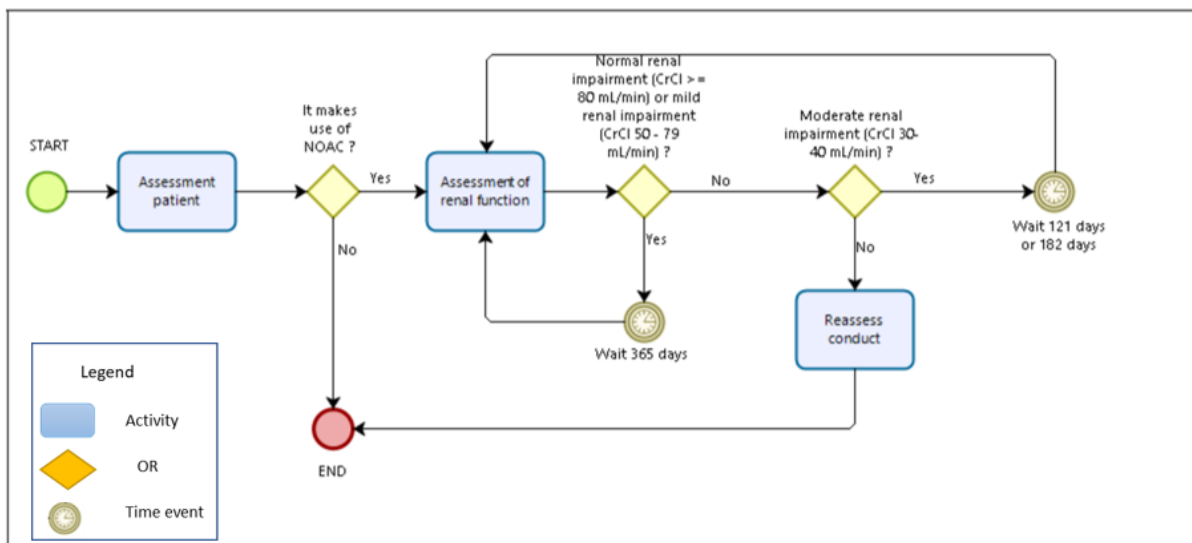 START
Assessment
patient
It makes
use of
NOAC ?
Yes
No
Assessment of
renal function
Normal renal
impairment (CrCl >=
80 mL/min) or mild
renal impairment
(CrCl 50 - 79
mL/min) ?
No
Yes
Wait 365 days
Moderate renal
impairment (CrCl 30-
40 mL/min) ?
Yes
No
Wait 121 days
or 182 days
Reassess
conduct
END
Legend
Activity
OR
Time event